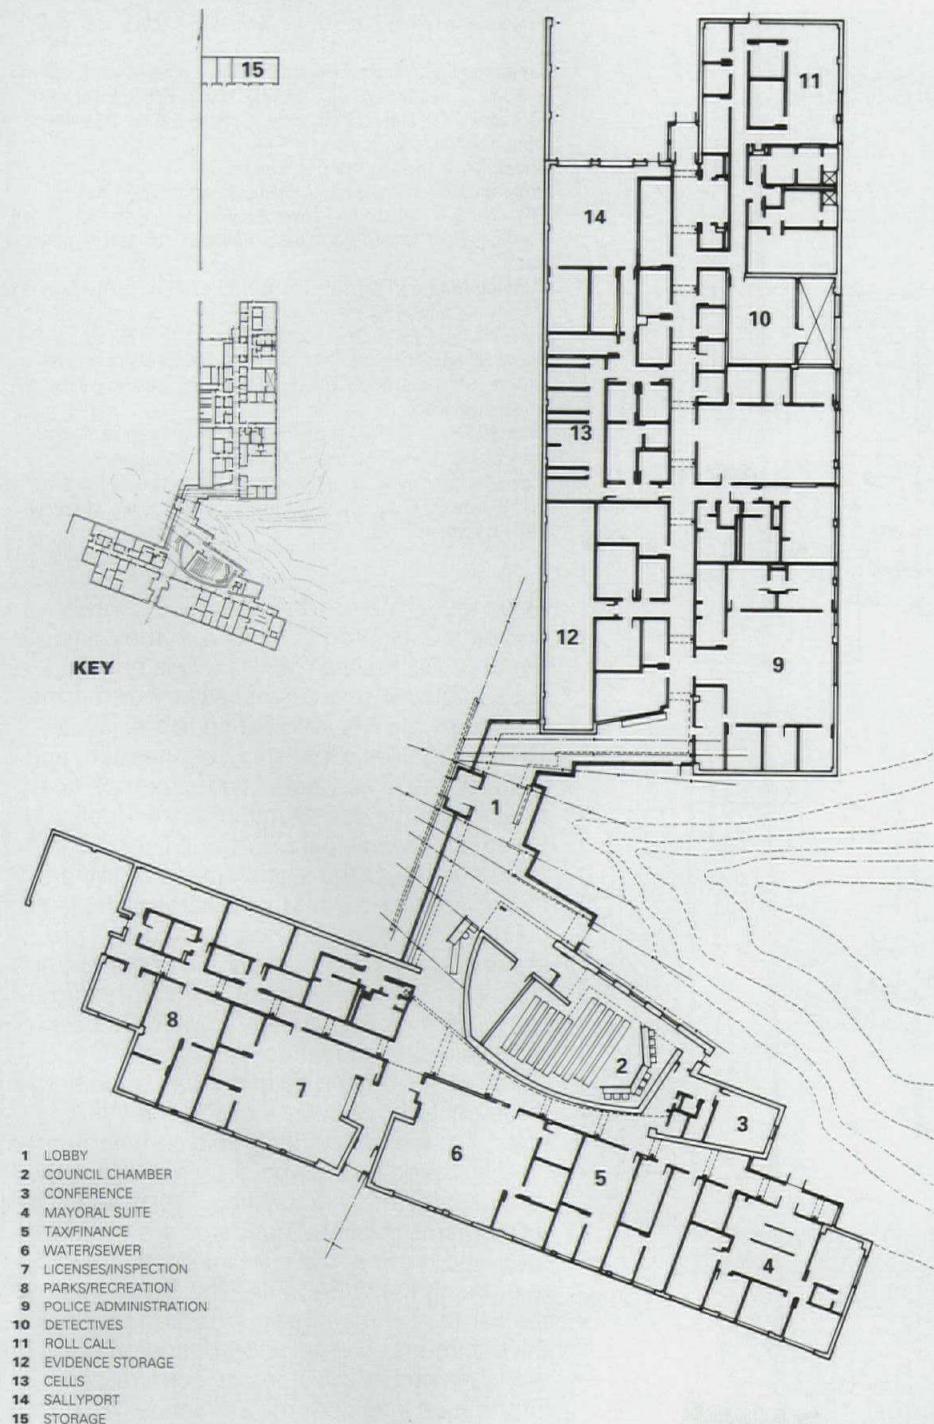 15
11
14
10
13
12
9
KEY
1
8
7
2
3
6
5
4
1 LOBBY
2 COUNCIL CHAMBER
3 CONFERENCE
4 MAYORAL SUITE
5 TAX/FINANCE
6 WATER/SEWER
7 LICENSES/INSPECTION
8 PARKS/RECREATION
9 POLICE ADMINISTRATION
10 DETECTIVES
11 ROLL CALL
12 EVIDENCE STORAGE
13 CELLS
14 SALLYPORT
15 STORAGE